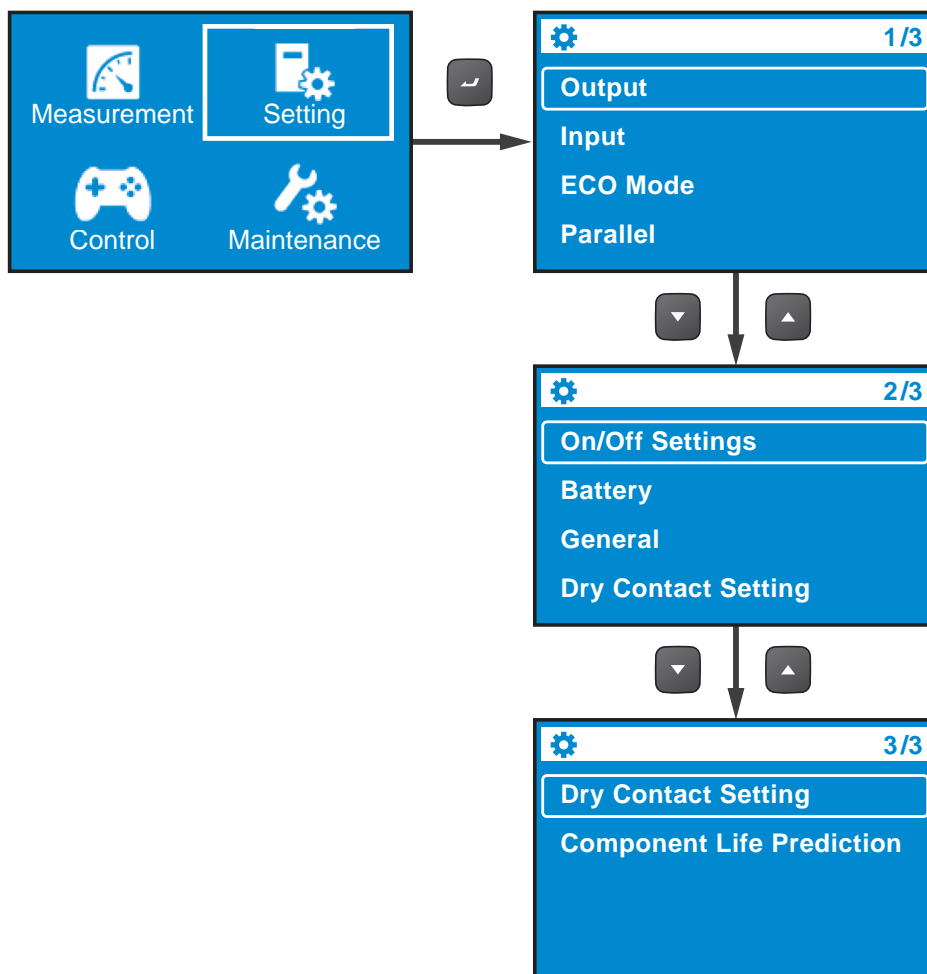 Measurement
Setting
Control
Maintenance
1/3
Output
Input
ECO Mode
Parallel
2/3
On/Off Settings
Battery
General
Dry Contact Setting
3/3
Dry Contact Setting
Component Life Prediction